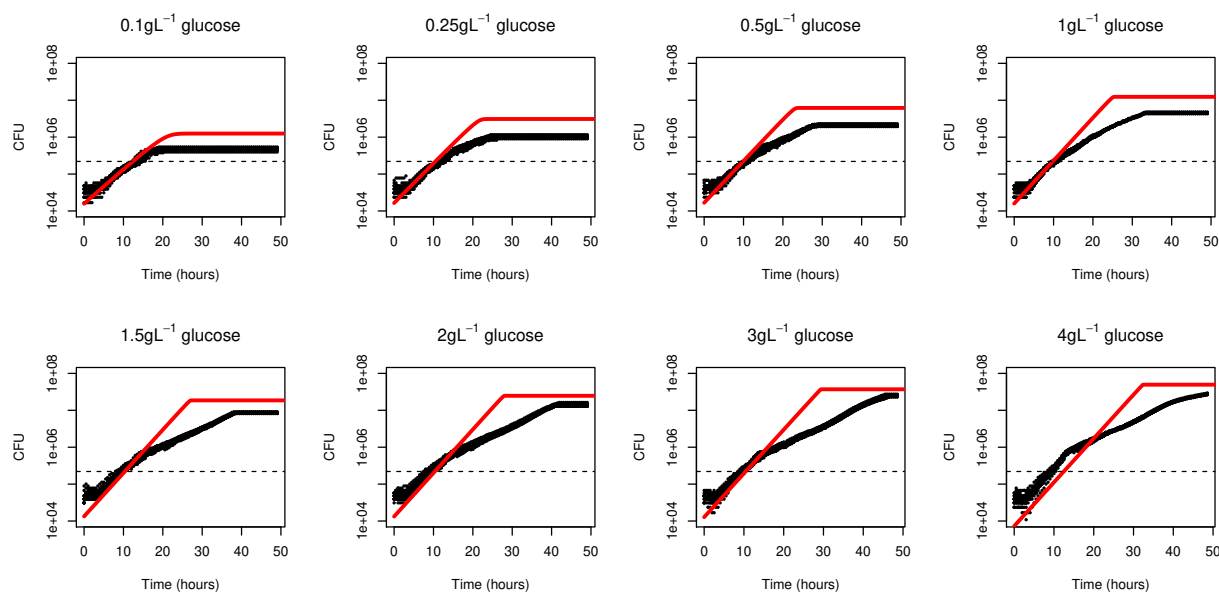 0.1gL⁻¹ glucose
0.25gL⁻¹ glucose
0.5gL⁻¹ glucose
1gL⁻¹ glucose
1e+08
1e+06
1e+04
CFU
0 10 20 30 40 50
Time (hours)
1e+08
1e+06
1e+04
CFU
0 10 20 30 40 50
Time (hours)
1e+08
1e+06
1e+04
CFU
0 10 20 30 40 50
Time (hours)
1e+08
1e+06
1e+04
CFU
0 10 20 30 40 50
Time (hours)
1.5gL⁻¹ glucose
2gL⁻¹ glucose
3gL⁻¹ glucose
4gL⁻¹ glucose
1e+08
1e+06
1e+04
CFU
0 10 20 30 40 50
Time (hours)
1e+08
1e+06
1e+04
CFU
0 10 20 30 40 50
Time (hours)
1e+08
1e+06
1e+04
CFU
0 10 20 30 40 50
Time (hours)
1e+08
1e+06
1e+04
CFU
0 10 20 30 40 50
Time (hours)